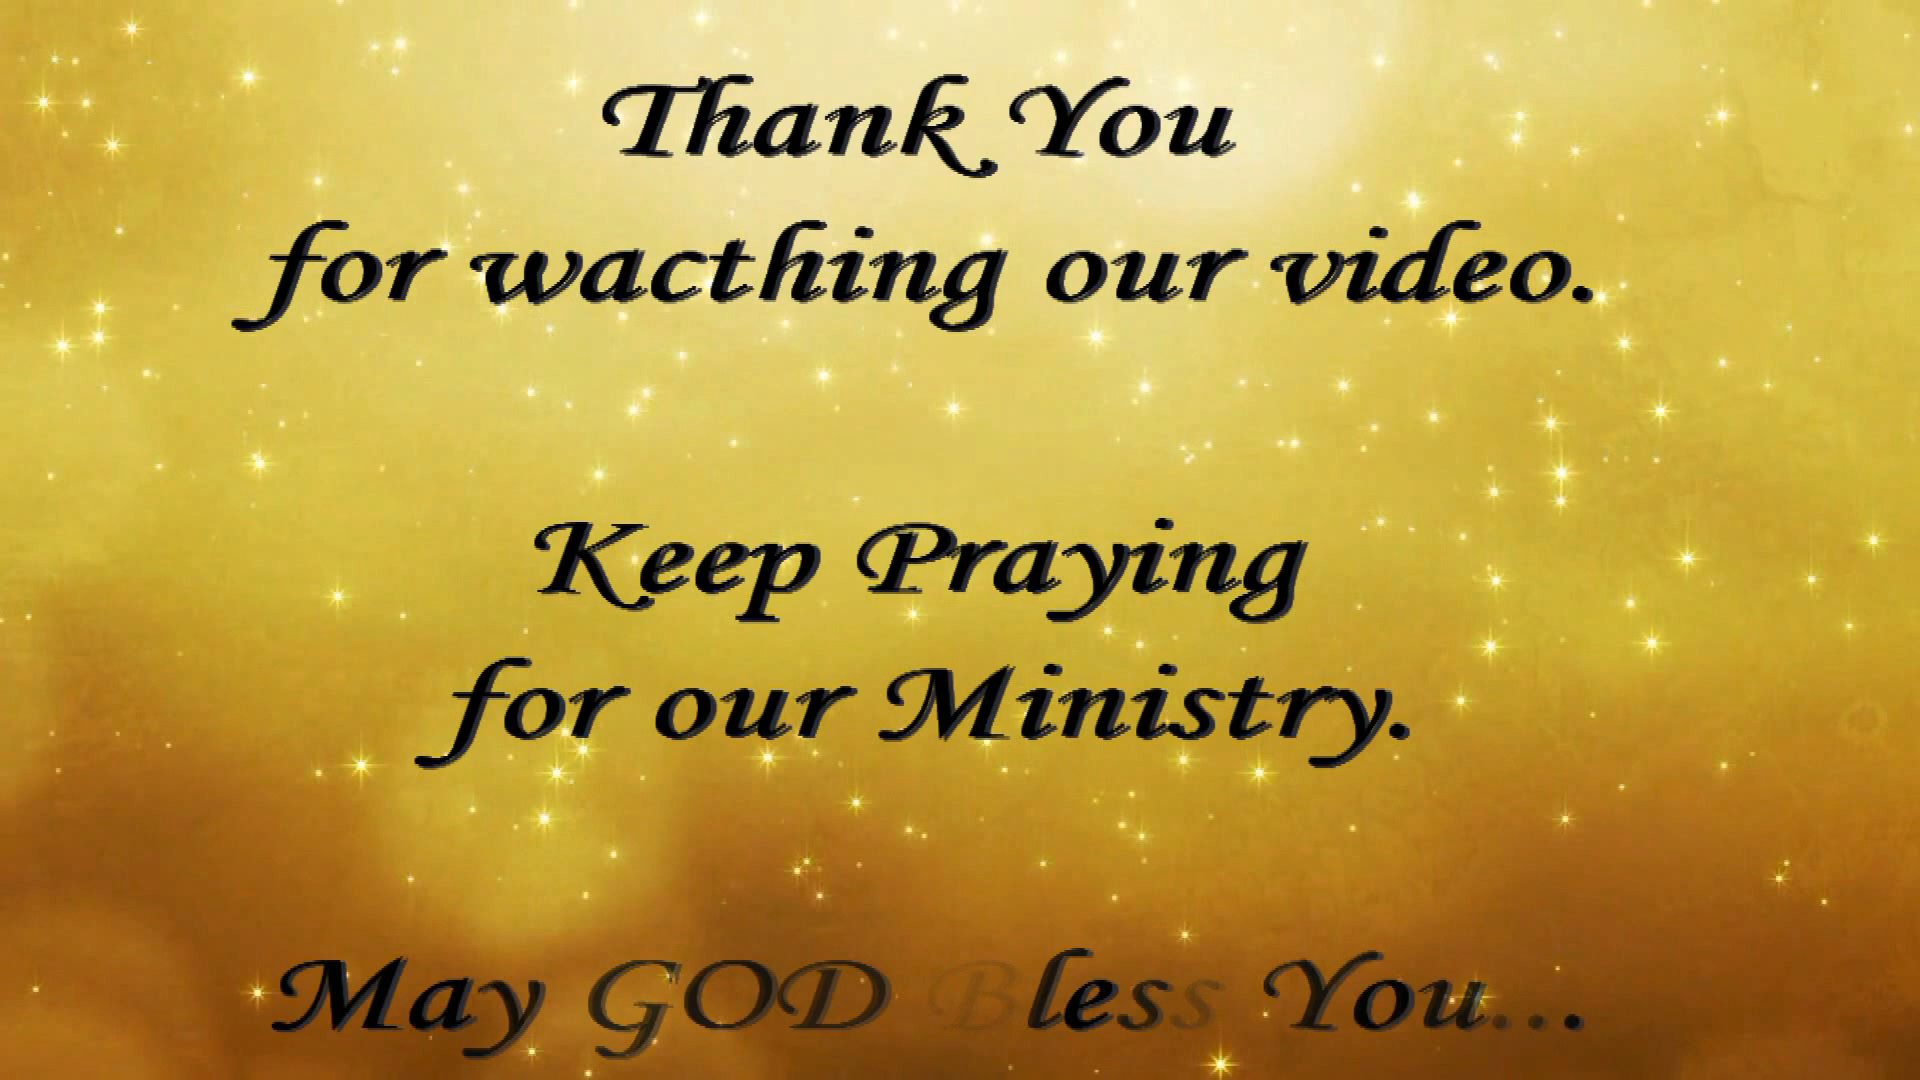 Thank You
for wacthing our video.
Keep Praying
for our Ministry.
May GOD Bless You...